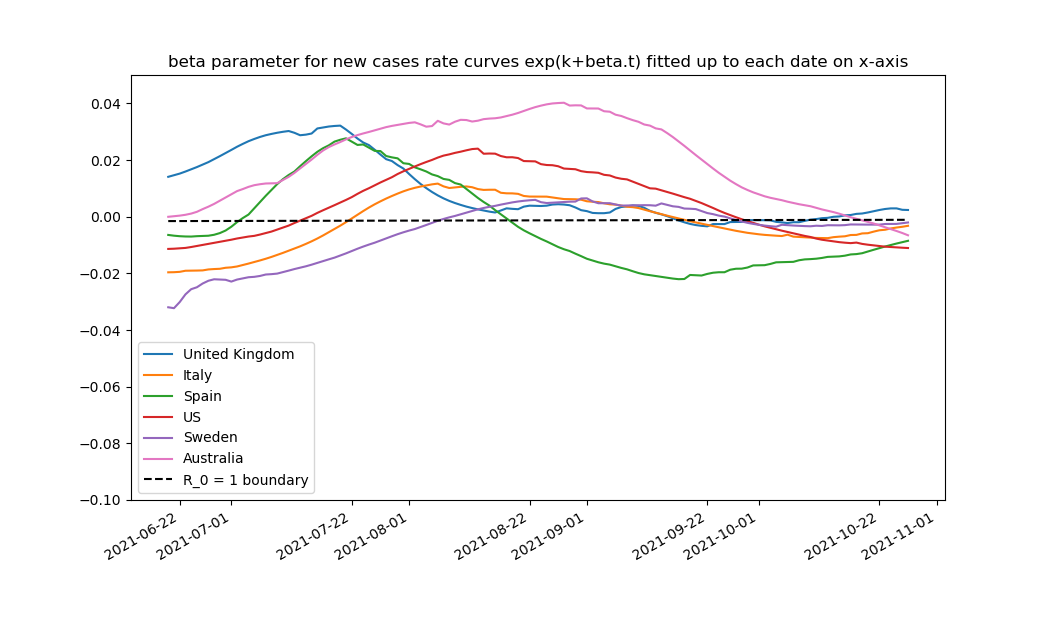 beta parameter for new cases rate curves exp(k+beta.t) fitted up to each date on x-axis
0.04
0.02
0.00
−0.02
−0.04
−0.06
−0.08
−0.10
United Kingdom
Italy
Spain
US
Sweden
Australia
R_0 = 1 boundary
2021-06-22
2021-07-01
2021-07-22
2021-08-01
2021-08-22
2021-09-01
2021-09-22
2021-10-01
2021-10-22
2021-11-01